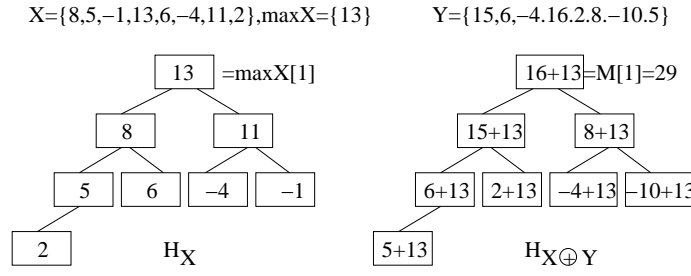 X={8,5,−1,13,6,−4,11,2},maxX={13} Y={15,6,−4.16.2.8.−10.5}
13 =maxX[1] 16+13=M[1]=29
8 11 15+13 8+13
5 6 −4 −1 6+13 2+13 −4+13 −10+13
2 H_X 5+13 H_X⊕Y